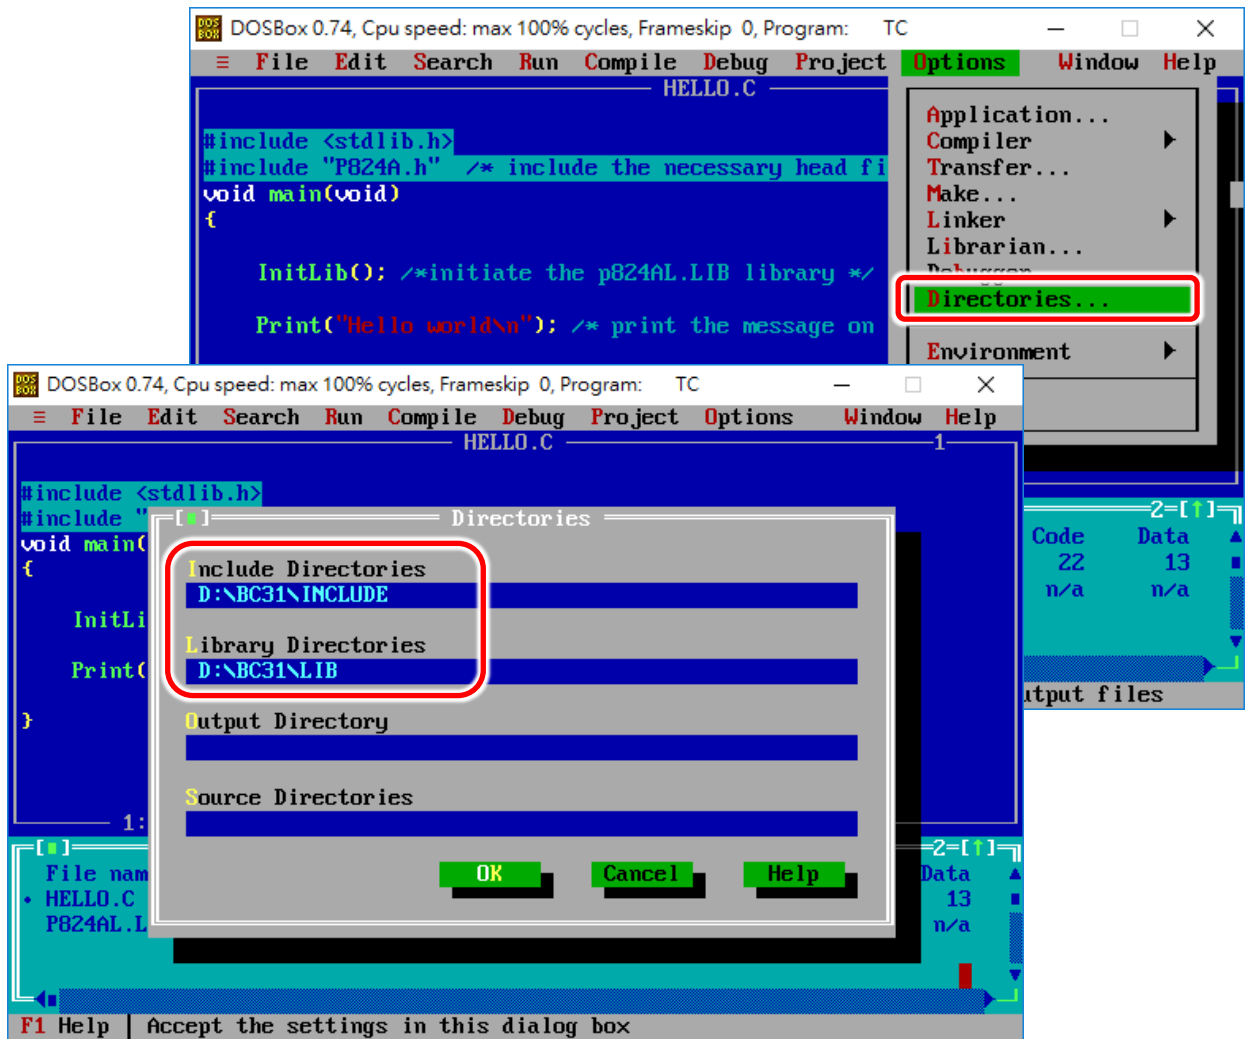 DOSBox 0.74, Cpu speed: max 100% cycles, Frameskip 0, Program: TC
≡ File Edit Search Run Compile Debug Project Options Window Help
HELLO.C
#include <stdlib.h>
#include "P824A.h" /* include the necessary head fi
void main(void)
{
InitLib(); /*initiate the p824AL.LIB library */
Print("Hello world\n"); /* print the message on
Application...
Compiler
Transfer...
Make...
Linker
Librarian...
Debugger...
Directories...
Environment
2=[↑]
Code Data
22 13
n/a n/a
utput files
DOSBox 0.74, Cpu speed: max 100% cycles, Frameskip 0, Program: TC
≡ File Edit Search Run Compile Debug Project Options Window Help
HELLO.C 1
#include <stdlib.h>
#include "
void main(
{
InitLi
Print(
}
1:
Directories
Include Directories
D:\BC31\INCLUDE
Library Directories
D:\BC31\LIB
Output Directory
Source Directories
OK Cancel Help
2=[↑]
File nam Data
• HELLO.C 13
P824AL.L n/a
F1 Help | Accept the settings in this dialog box